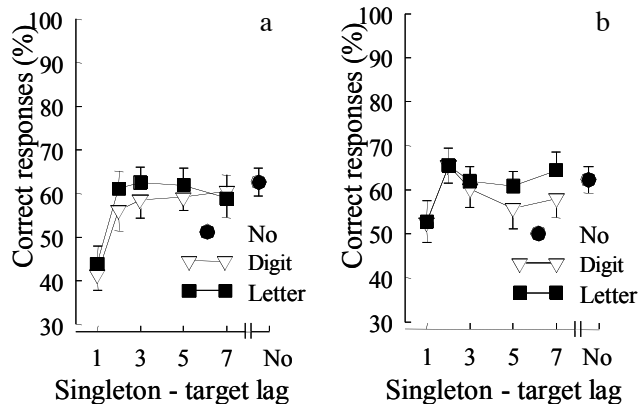 a
Correct responses (%)
100
90
80
70
60
50
40
30
No
Digit
Letter
1 3 5 7 No
Singleton - target lag
b
Correct responses (%)
100
90
80
70
60
50
40
30
No
Digit
Letter
1 3 5 7 No
Singleton - target lag